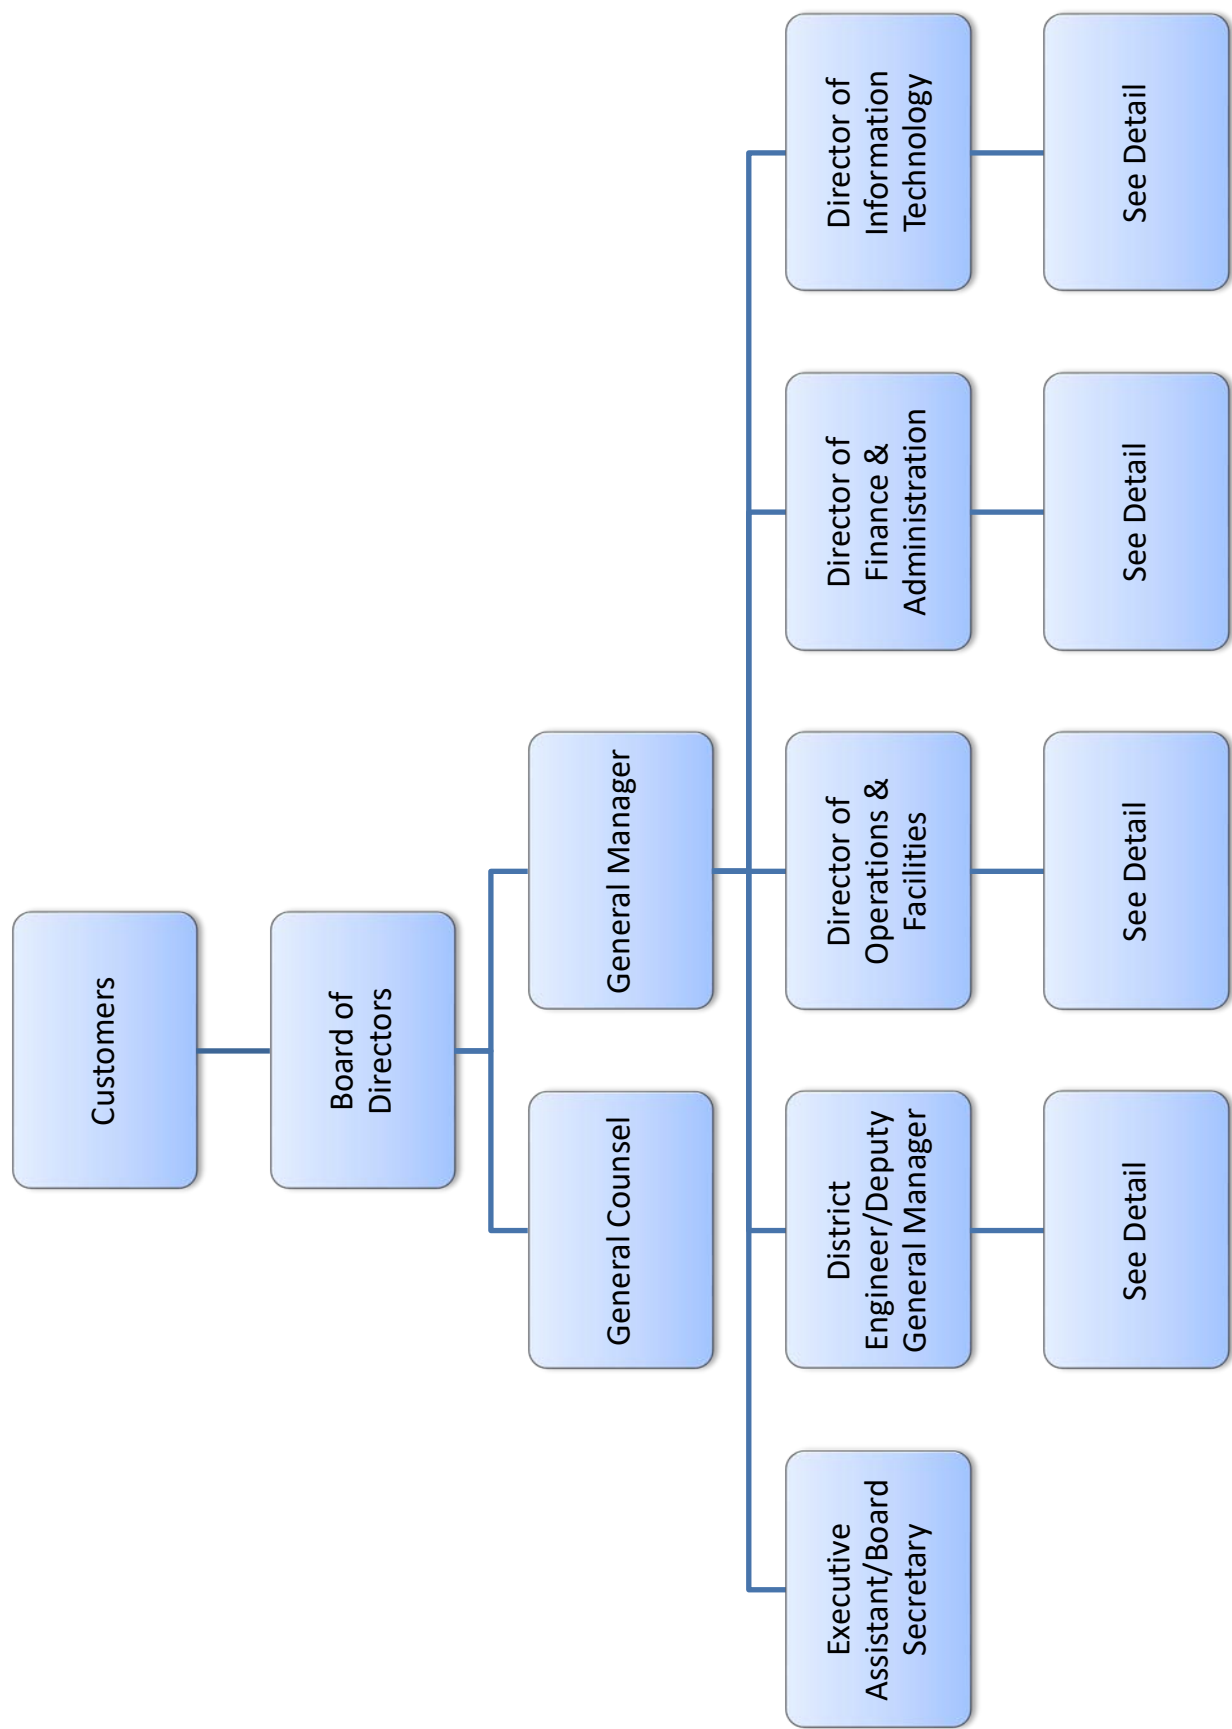 Customers
Board of
Directors
General Counsel
General Manager
Executive
Assistant/Board
Secretary
District
Engineer/Deputy
General Manager
Director of
Operations &
Facilities
Director of
Finance &
Administration
Director of
Information
Technology
See Detail
See Detail
See Detail
See Detail